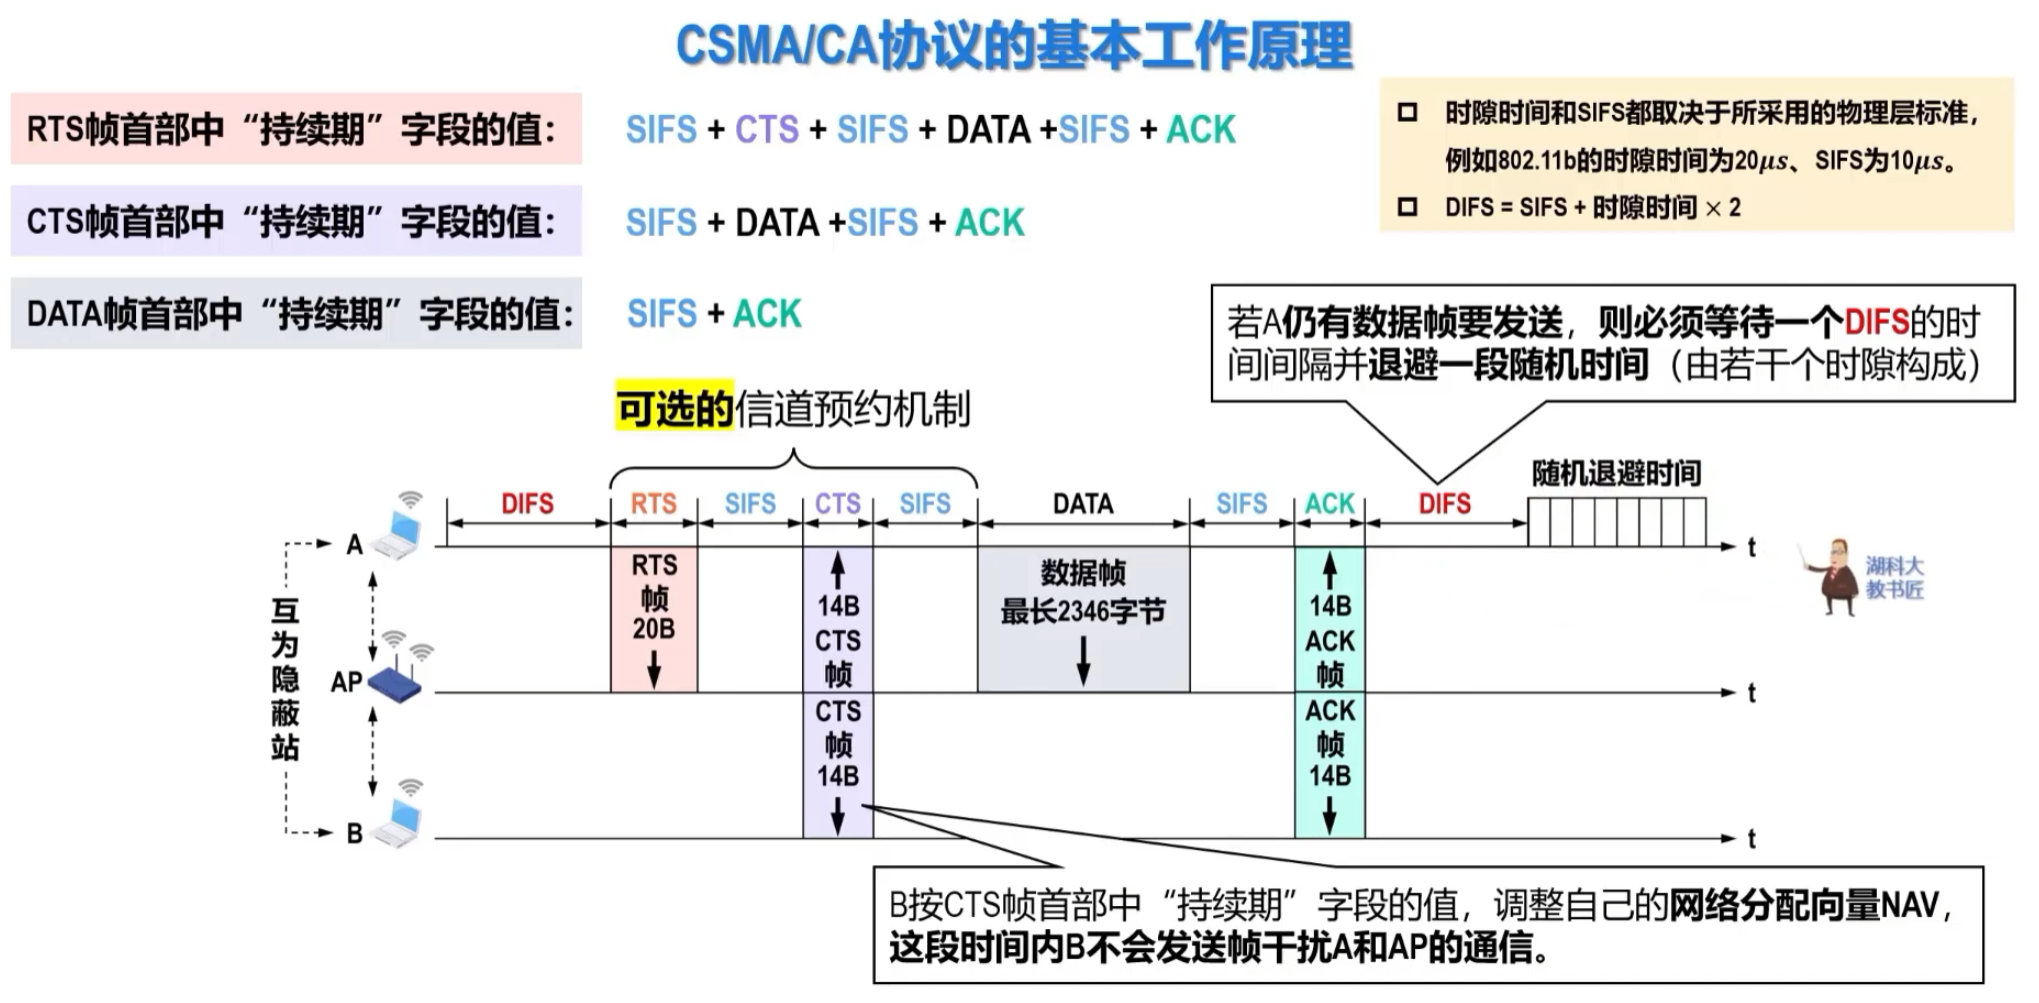 CSMA/CA协议的基本工作原理
RTS帧首部中“持续期”字段的值：
SIFS + CTS + SIFS + DATA +SIFS + ACK
CTS帧首部中“持续期”字段的值：
SIFS + DATA +SIFS + ACK
DATA帧首部中“持续期”字段的值：
SIFS + ACK
时隙时间和SIFS都取决于所采用的物理层标准，
例如802.11b的时隙时间为20μs、SIFS为10μs。
DIFS = SIFS + 时隙时间 × 2
若A仍有数据帧要发送，则必须等待一个DIFS的时
间间隔并退避一段随机时间（由若干个时隙构成）
可选的信道预约机制
随机退避时间
DIFS RTS SIFS CTS SIFS DATA SIFS ACK DIFS
A
t
RTS
帧
20B
14B
CTS
帧
数据帧
最长2346字节
14B
ACK
帧
湖科大
教书匠
互为隐蔽站
AP
t
CTS
帧
14B
ACK
帧
14B
B
t
B按CTS帧首部中“持续期”字段的值，调整自己的网络分配向量NAV，
这段时间内B不会发送帧干扰A和AP的通信。